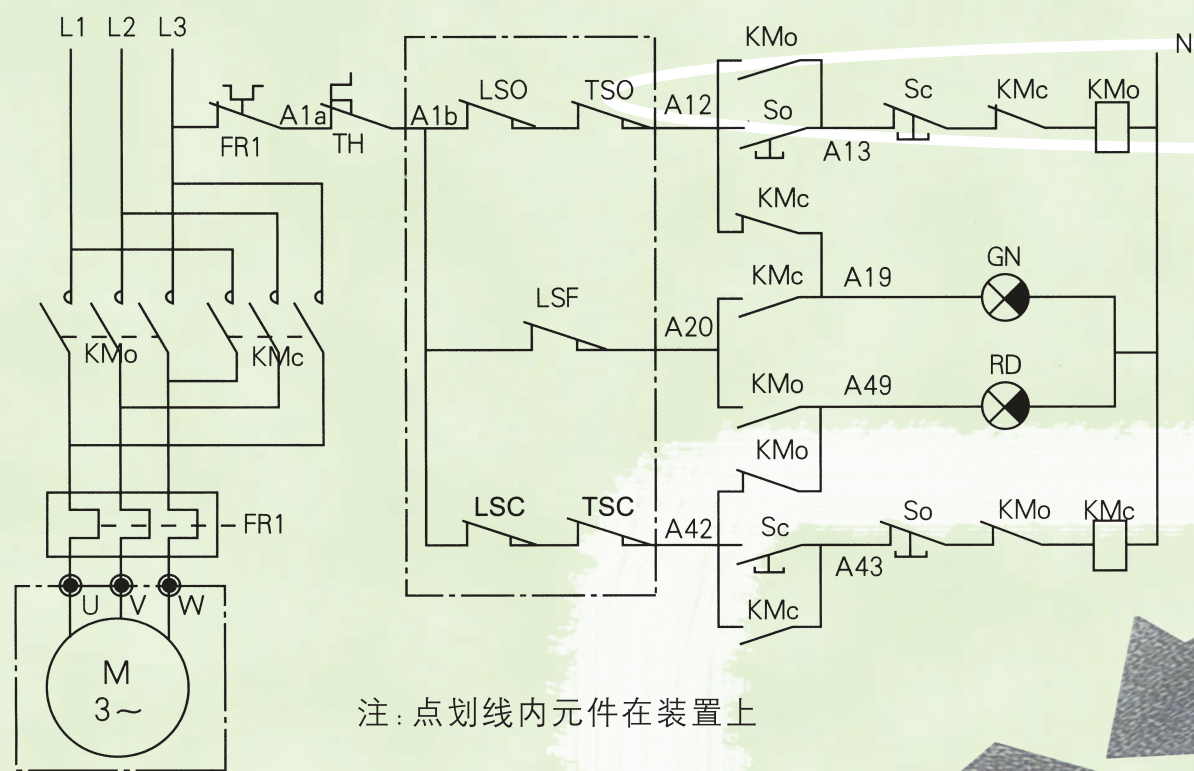 L1 L2 L3
KMo
N
LSO TSO A12 So Sc KMc KMo
A1a A1b
FR1 TH A13
KMc
GN
LSF KMc A19
A20
KMo KMc
RD
KMo A49
KMo
LSC TSC
A42 Sc So KMo KMc
FR1
A43
U V W
KMc
M
3~
注:点划线内元件在装置上